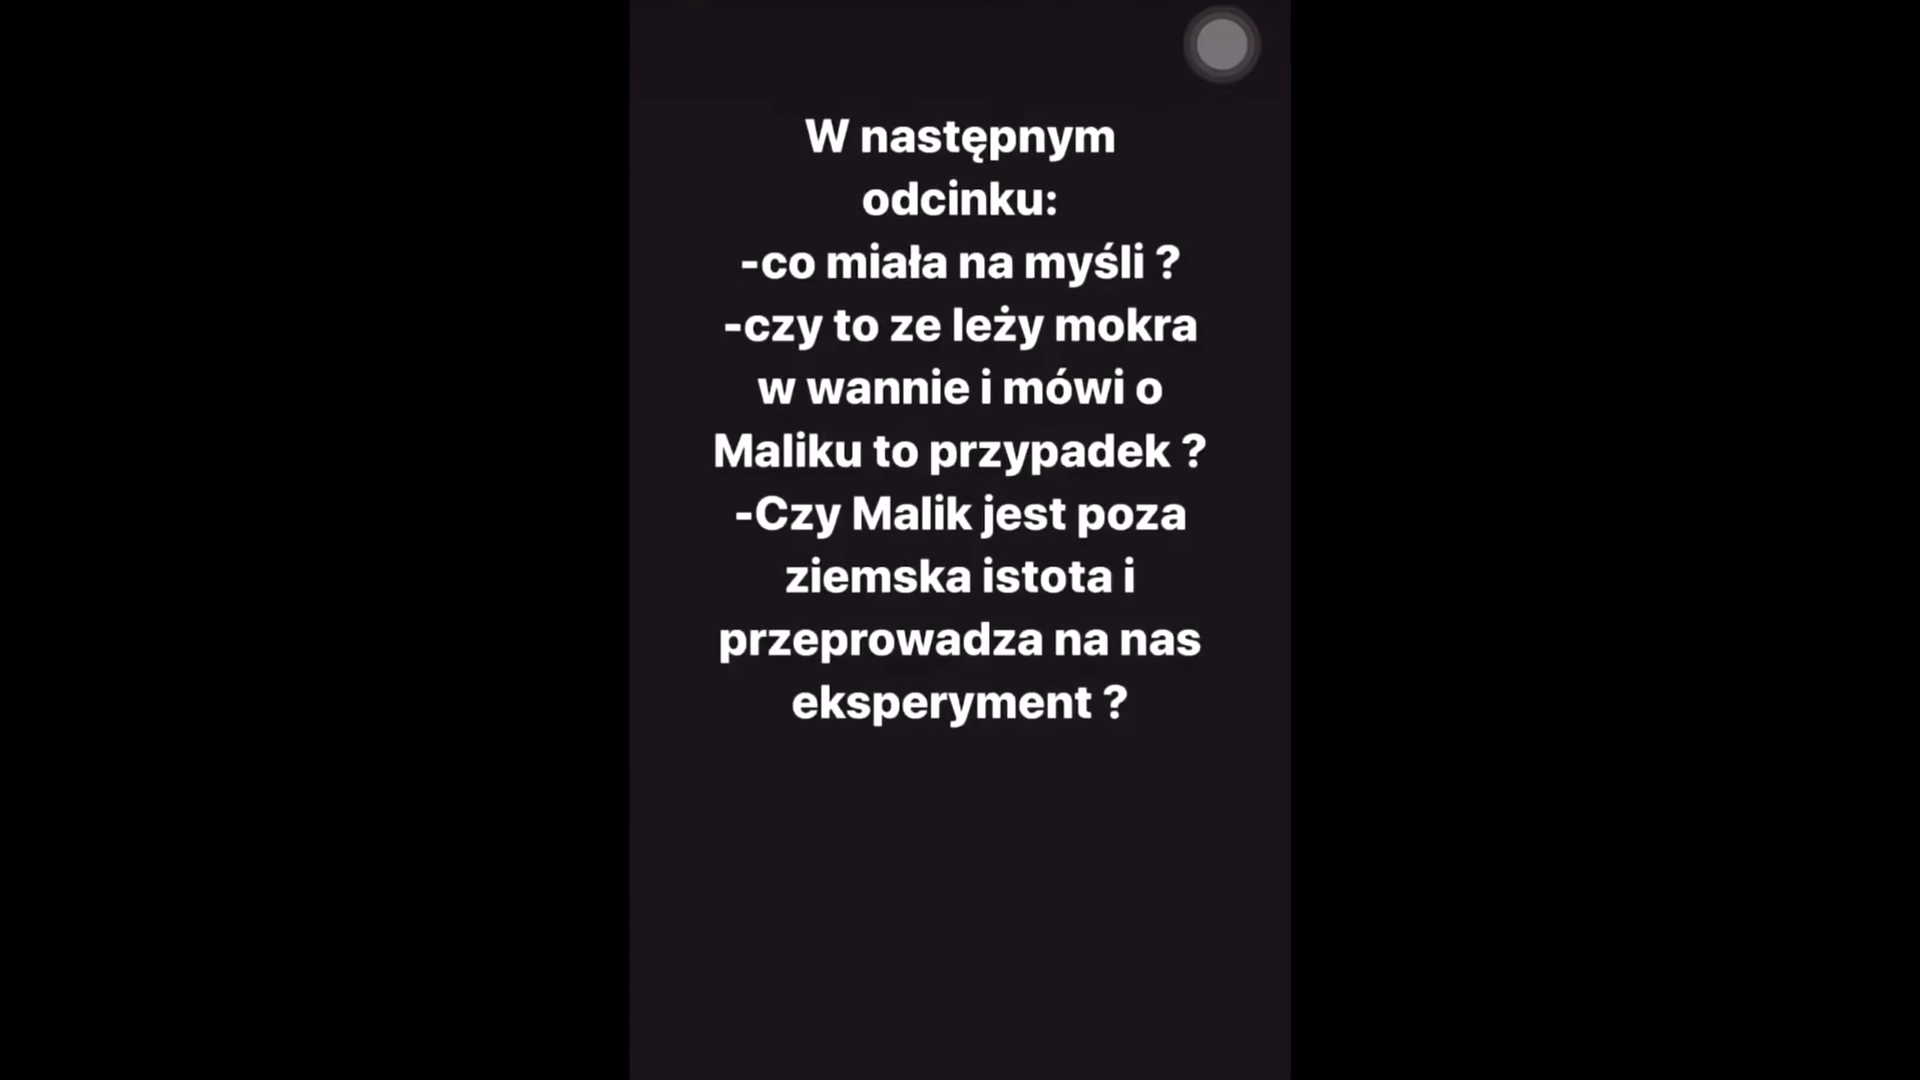 W następnym
odcinku:
-co miała na myśli ?
-czy to ze leży mokra
w wannie i mówi o
Maliku to przypadek ?
-Czy Malik jest poza
ziemska istota i
przeprowadza na nas
eksperyment ?